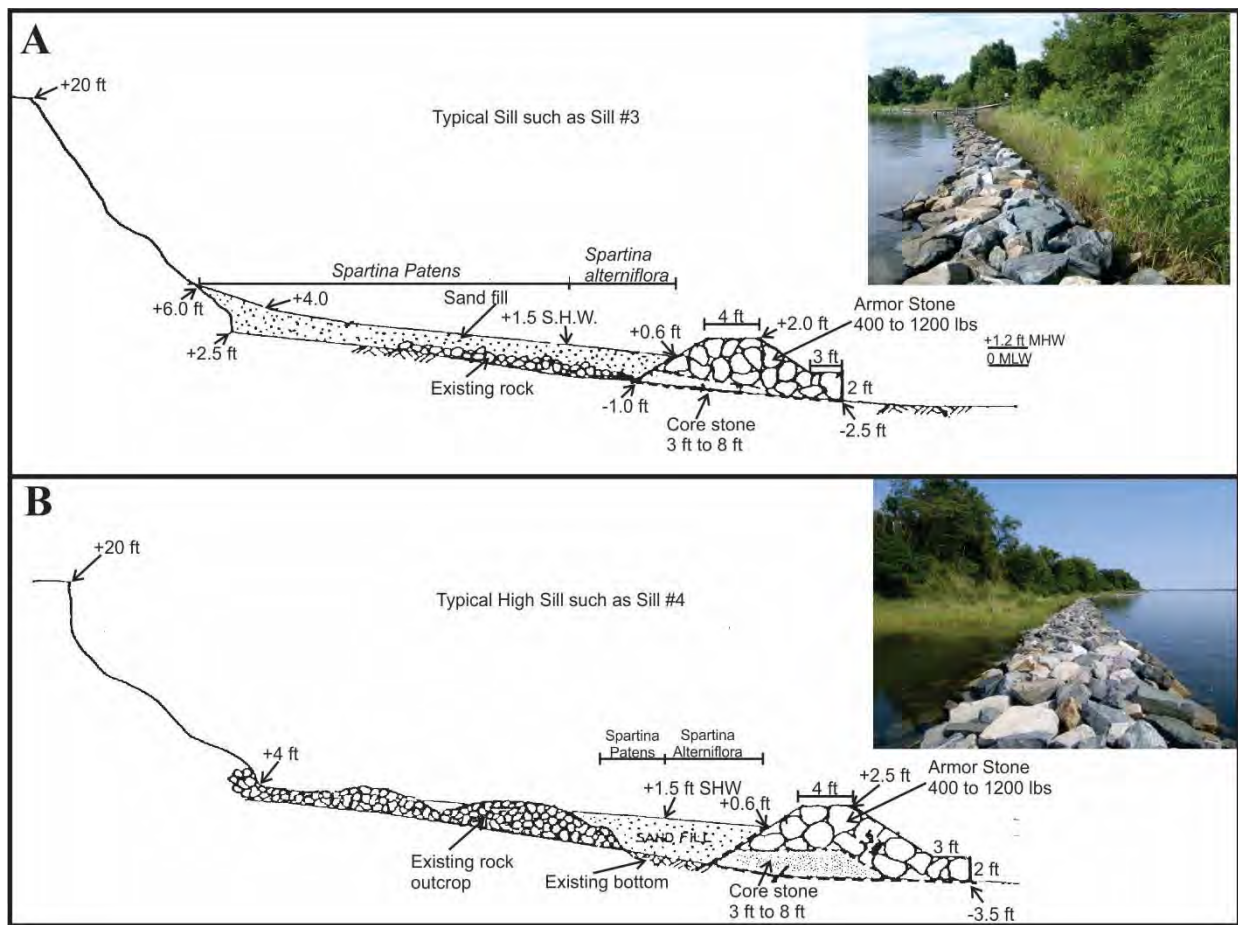 A
+20 ft
Typical Sill such as Sill #3
Spartina Patens
Spartina
alterniflora
+6.0 ft
+4.0
Sand fill
+1.5 S.H.W.
+0.6 ft
4 ft
+2.0 ft
Armor Stone
400 to 1200 lbs
+1.2 ft MHW
0 MLW
3 ft
2 ft
+2.5 ft
Existing rock
-1.0 ft
Core stone
3 ft to 8 ft
-2.5 ft
B
+20 ft
Typical High Sill such as Sill #4
Spartina
Patens
Spartina
Alterniflora
+4 ft
+1.5 ft SHW
+0.6 ft
4 ft
+2.5 ft
Armor Stone
400 to 1200 lbs
SAND FILL
3 ft
2 ft
Existing rock
outcrop
Existing bottom
Core stone
3 ft to 8 ft
-3.5 ft